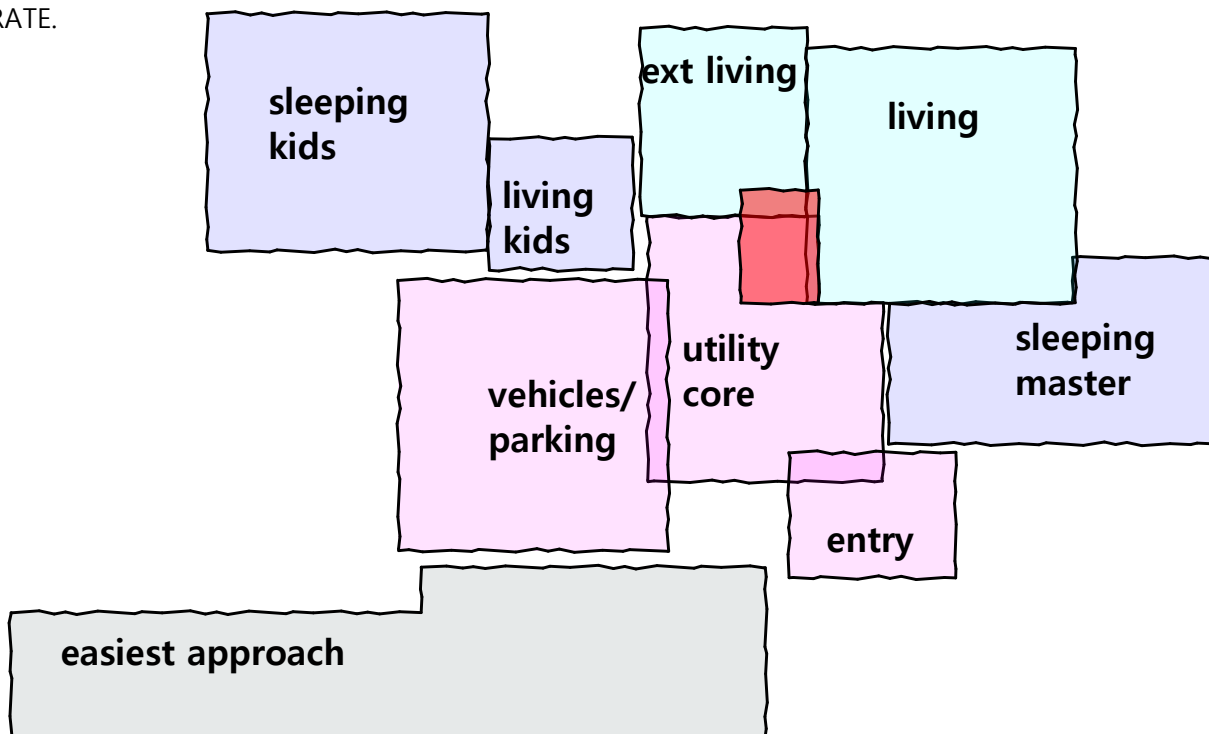 RATE.
sleeping
kids
living
kids
ext living
living
vehicles/
parking
utility
core
sleeping
master
entry
easiest approach